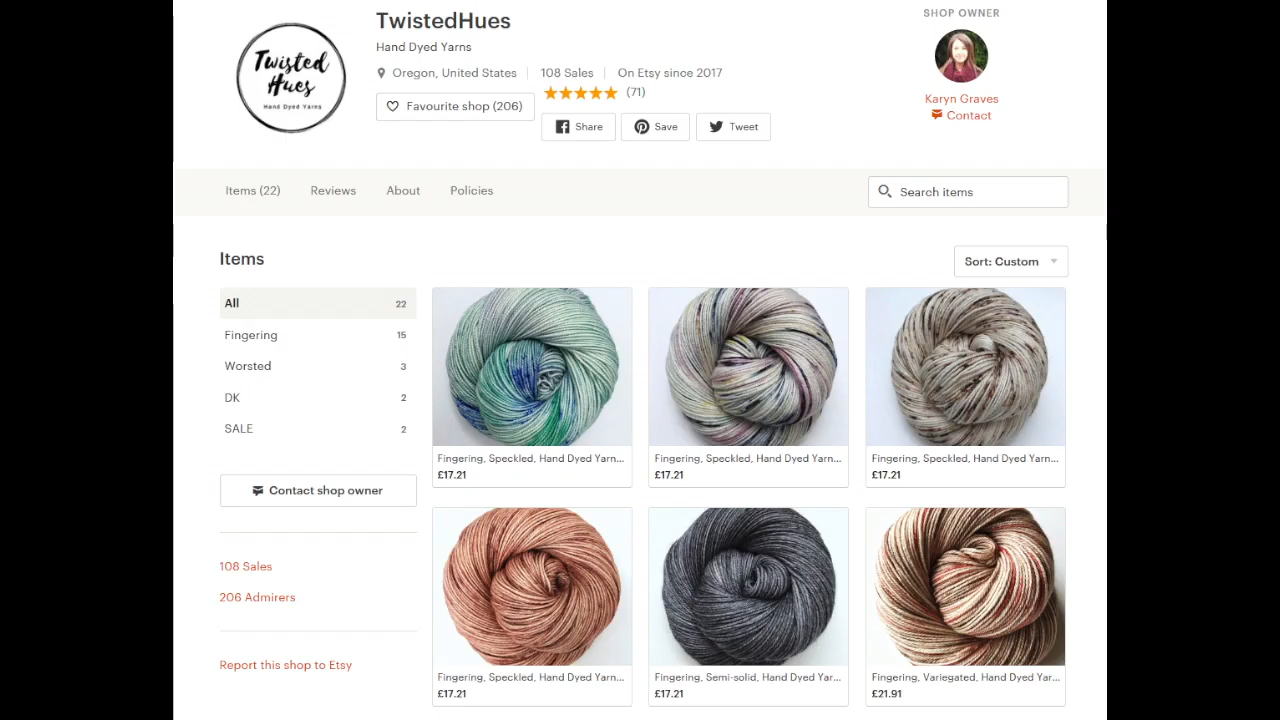 TwistedHues
Hand Dyed Yarns
Oregon, United States
108 Sales
On Etsy since 2017
Favourite shop (206)
(71)
Share
Save
Tweet
Twisted
Hues
Hand Dyed Yarns
SHOP OWNER
Karyn Graves
Contact
Items (22)
Reviews
About
Policies
Search items
Items
Sort: Custom
All 22
Fingering 15
Worsted 3
DK 2
SALE 2
Contact shop owner
108 Sales
206 Admirers
Report this shop to Etsy
Fingering, Speckled, Hand Dyed Yarn...
£17.21
Fingering, Speckled, Hand Dyed Yarn...
£17.21
Fingering, Speckled, Hand Dyed Yarn...
£17.21
Fingering, Speckled, Hand Dyed Yarn...
£17.21
Fingering, Semi-solid, Hand Dyed Yar...
£17.21
Fingering, Variegated, Hand Dyed Yar...
£21.91